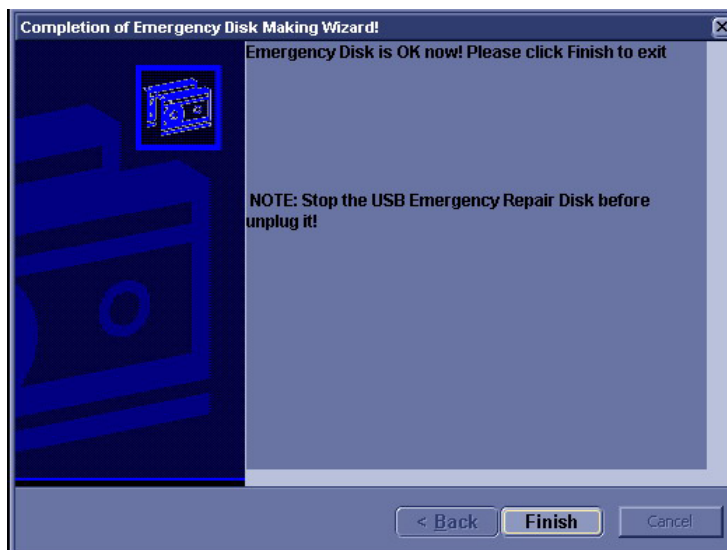 Completion of Emergency Disk Making Wizard!
Emergency Disk is OK now! Please click Finish to exit
NOTE: Stop the USB Emergency Repair Disk before
unplug it!
< Back
Finish
Cancel